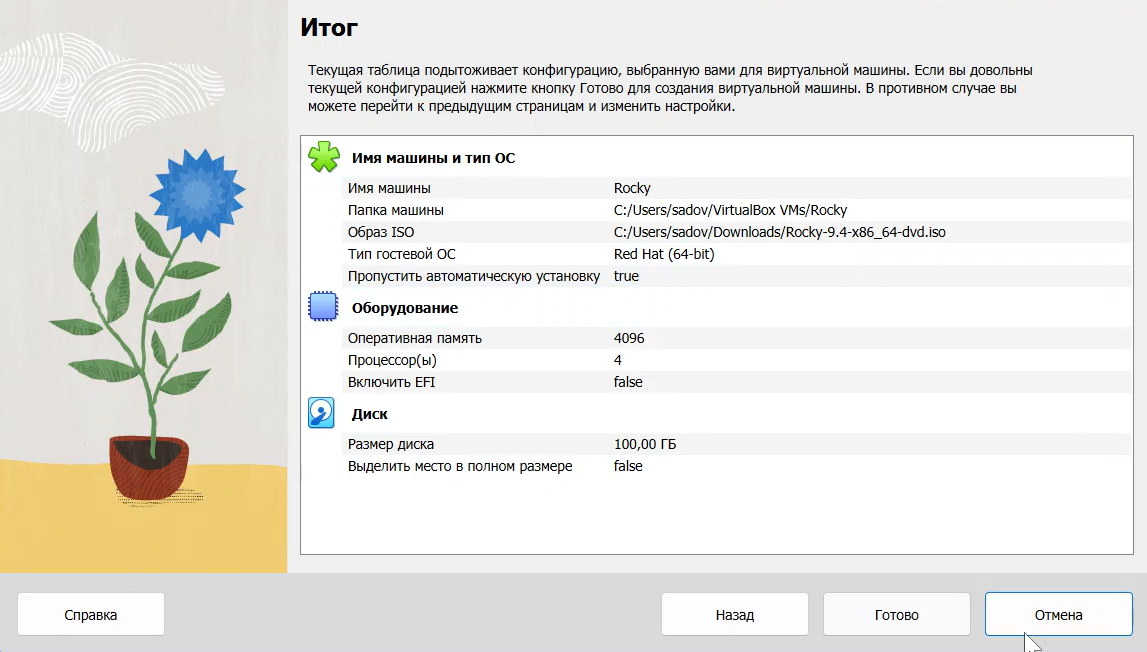 Итог
Текущая таблица подытоживает конфигурацию, выбранную вами для виртуальной машины. Если вы довольны
текущей конфигурацией нажмите кнопку Готово для создания виртуальной машины. В противном случае вы
можете перейти к предыдущим страницам и изменить настройки.
Имя машины и тип ОС
Имя машины Rocky
Папка машины C:/Users/sadov/VirtualBox VMs/Rocky
Образ ISO C:/Users/sadov/Downloads/Rocky-9.4-x86_64-dvd.iso
Тип гостевой ОС Red Hat (64-bit)
Пропустить автоматическую установку true
Оборудование
Оперативная память 4096
Процессор(ы) 4
Включить EFI false
Диск
Размер диска 100,00 ГБ
Выделить место в полном размере false
Справка Назад Готово Отмена